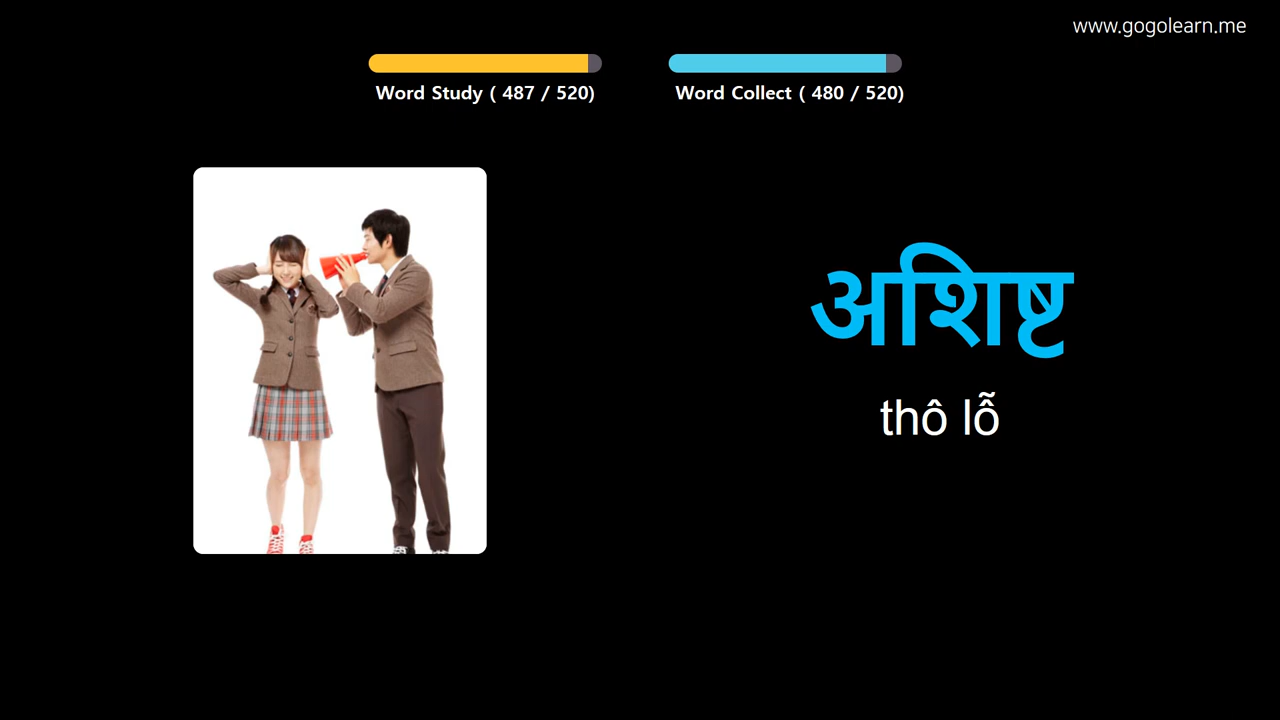 www.gogolearn.me
Word Study ( 487 / 520)
Word Collect ( 480 / 520)
अशिष्ट
thô lỗ